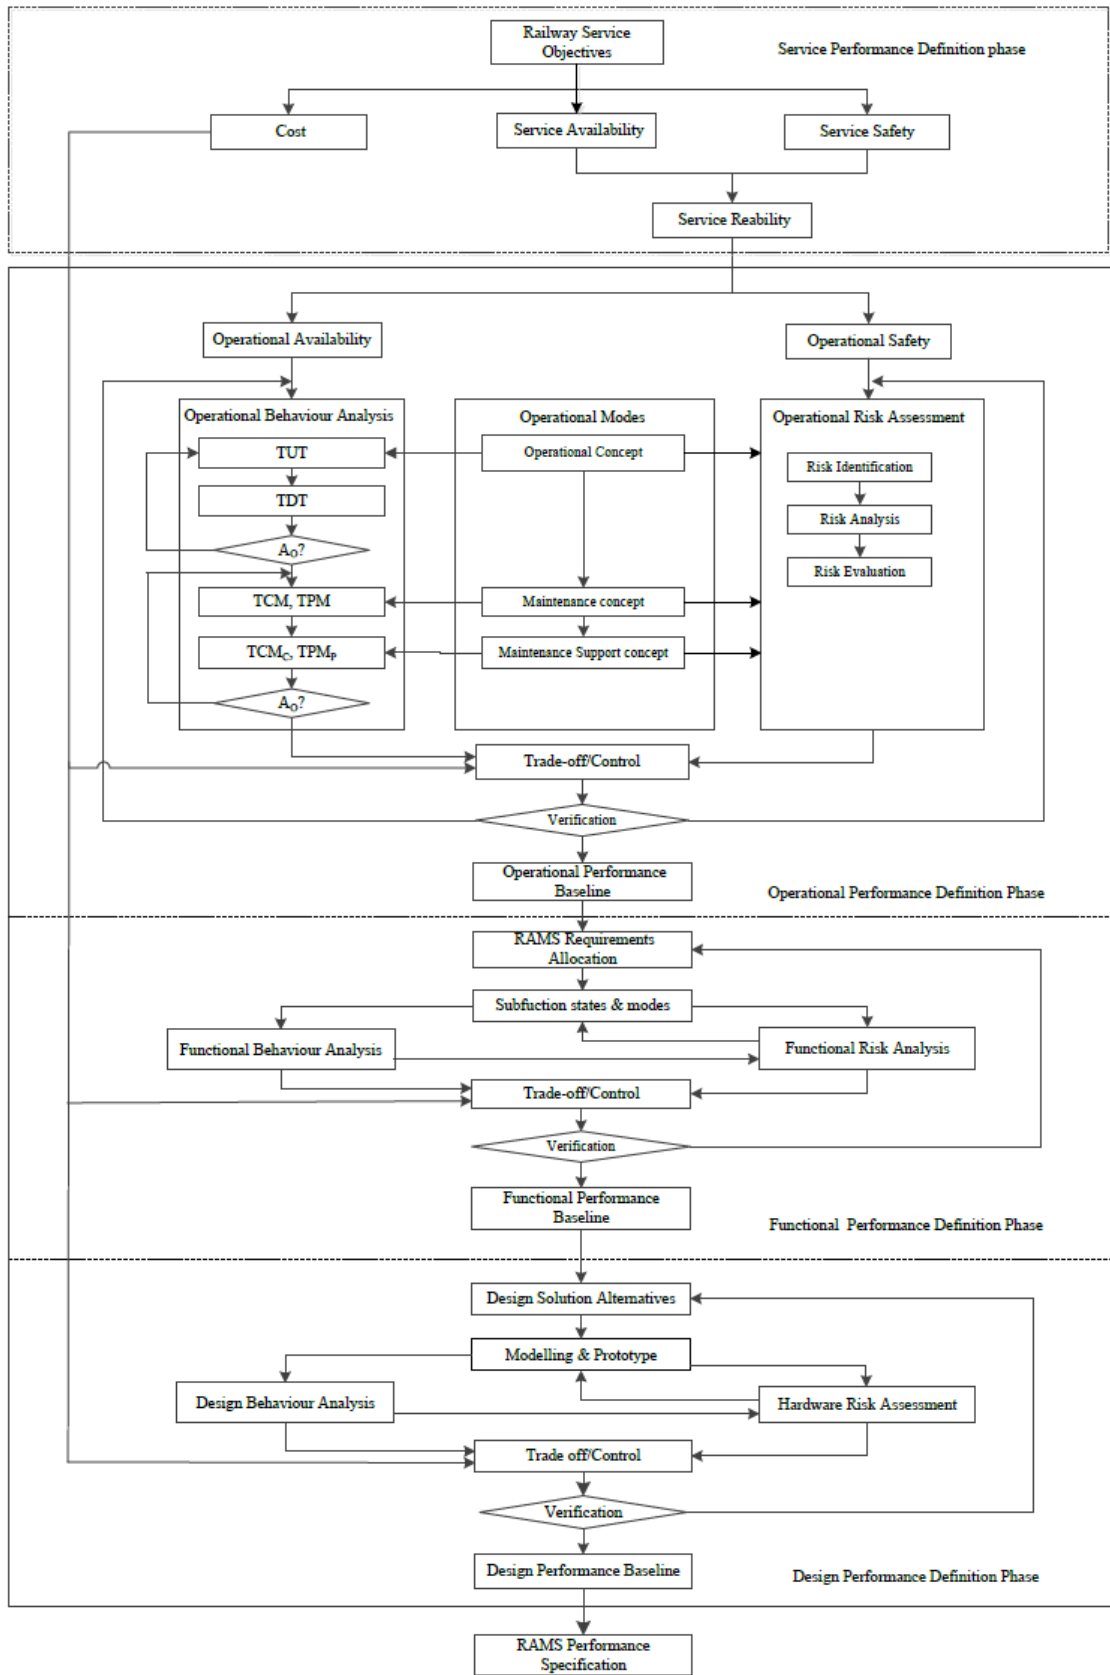 Railway Service
Objectives
Service Performance Definition phase
Cost
Service Availability
Service Safety
Service Reability
Operational Availability
Operational Safety
Operational Behaviour Analysis
Operational Modes
Operational Risk Assessment
TUT
Operational Concept
Risk Identification
TDT
Risk Analysis
A_O?
Risk Evaluation
TCM, TPM
Maintenance concept
TCM_C, TPM_P
Maintenance Support concept
A_O?
Trade-off/Control
Verification
Operational Performance
Baseline
Operational Performance Definition Phase
RAMS Requirements
Allocation
Subfuction states & modes
Functional Behaviour Analysis
Functional Risk Analysis
Trade-off/Control
Verification
Functional Performance
Baseline
Functional Performance Definition Phase
Design Solution Alternatives
Modelling & Prototype
Design Behaviour Analysis
Hardware Risk Assessment
Trade off/Control
Verification
Design Performance Baseline
Design Performance Definition Phase
RAMS Performance
Specification